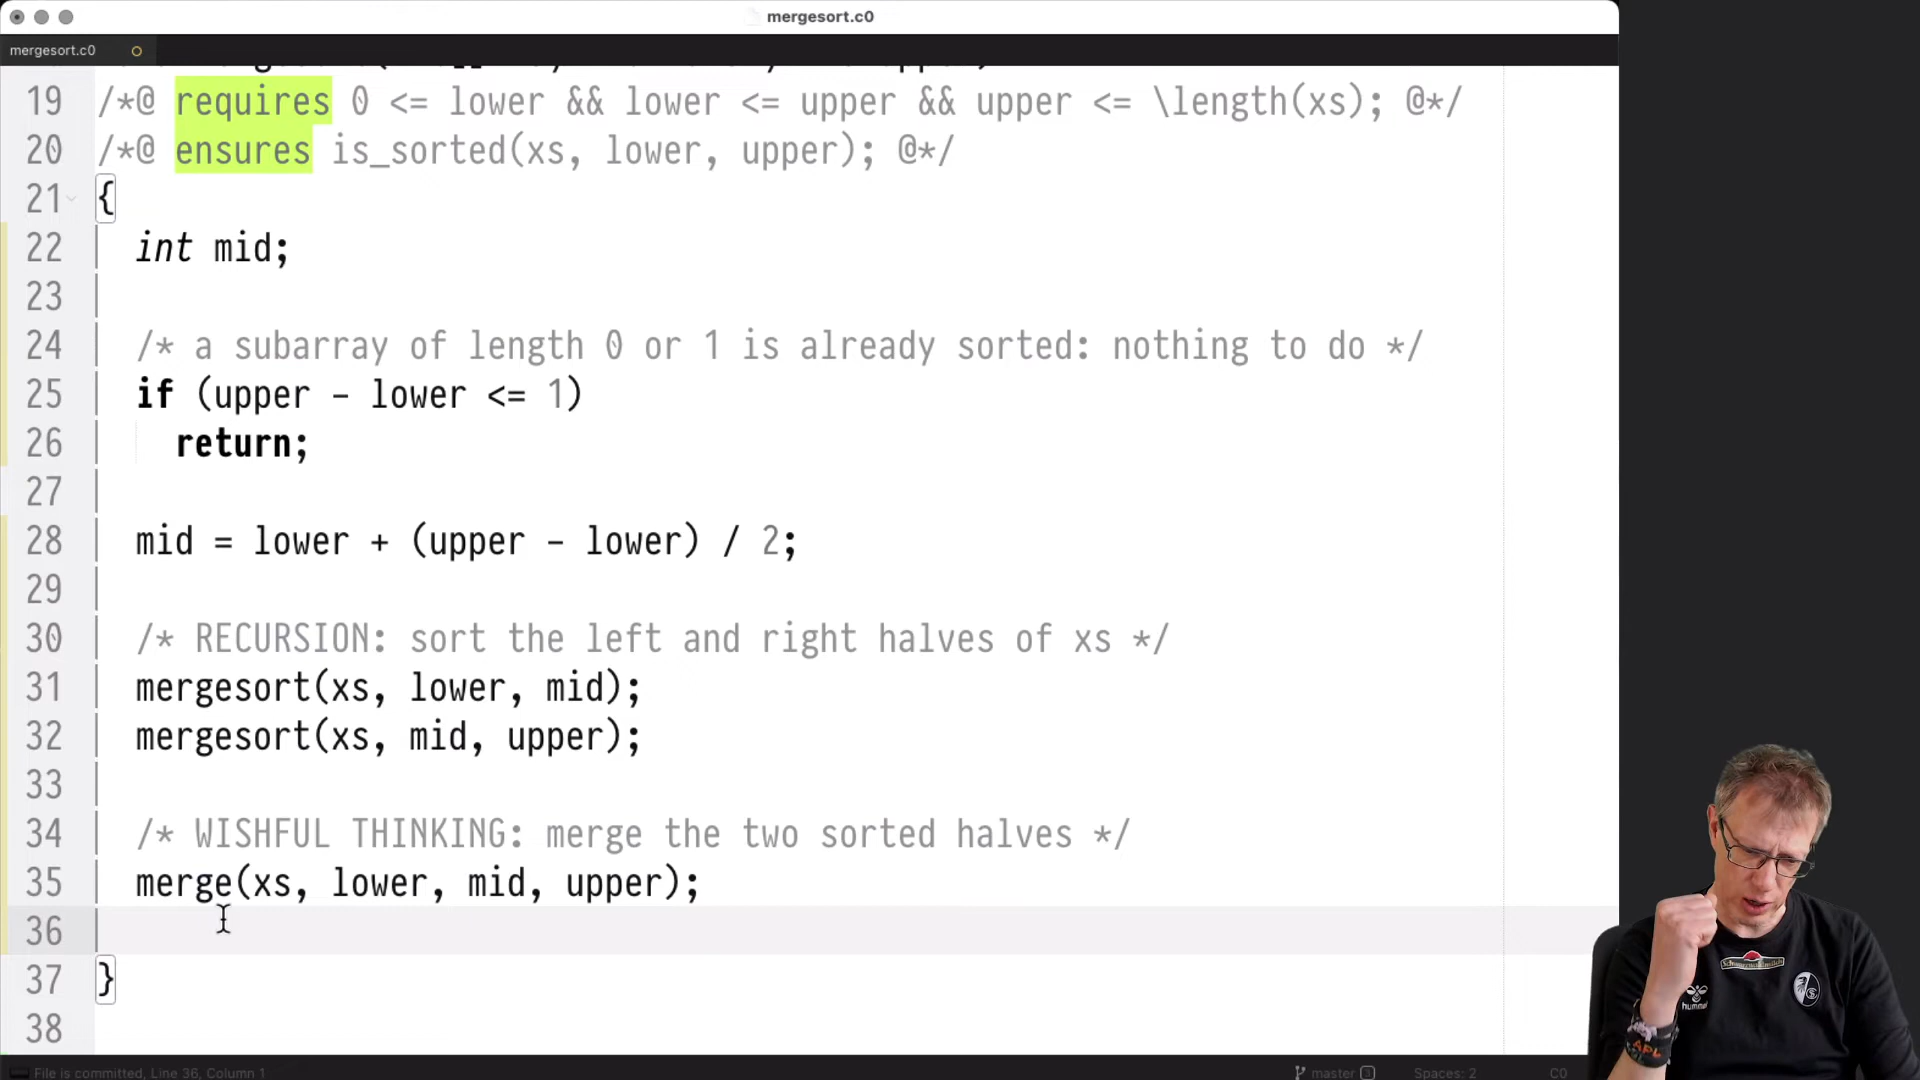 mergesort.c0
mergesort.c0
19 /*@ requires 0 <= lower && lower <= upper && upper <= \length(xs); @*/
20 /*@ ensures is_sorted(xs, lower, upper); @*/
21 {
22 int mid;
23
24 /* a subarray of length 0 or 1 is already sorted: nothing to do */
25 if (upper - lower <= 1)
26 return;
27
28 mid = lower + (upper - lower) / 2;
29
30 /* RECURSION: sort the left and right halves of xs */
31 mergesort(xs, lower, mid);
32 mergesort(xs, mid, upper);
33
34 /* WISHFUL THINKING: merge the two sorted halves */
35 merge(xs, lower, mid, upper);
36
37 }
38
File is committed, Line 36, Column 1 master 3 Spaces: 2 C0
hummel
APL